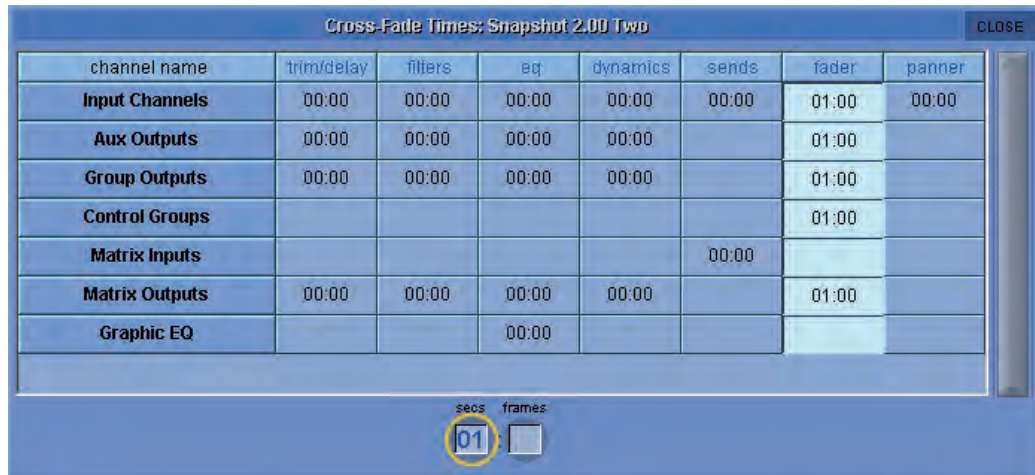 Cross-Fade Times: Snapshot 2.00 Two
CLOSE
channel name trim/delay filters eq dynamics sends fader panner
Input Channels 00:00 00:00 00:00 00:00 00:00 01:00 00:00
Aux Outputs 00:00 00:00 00:00 00:00 01:00
Group Outputs 00:00 00:00 00:00 00:00 01:00
Control Groups 01:00
Matrix Inputs 00:00
Matrix Outputs 00:00 00:00 00:00 00:00 01:00
Graphic EQ 00:00
secs frames
01 :